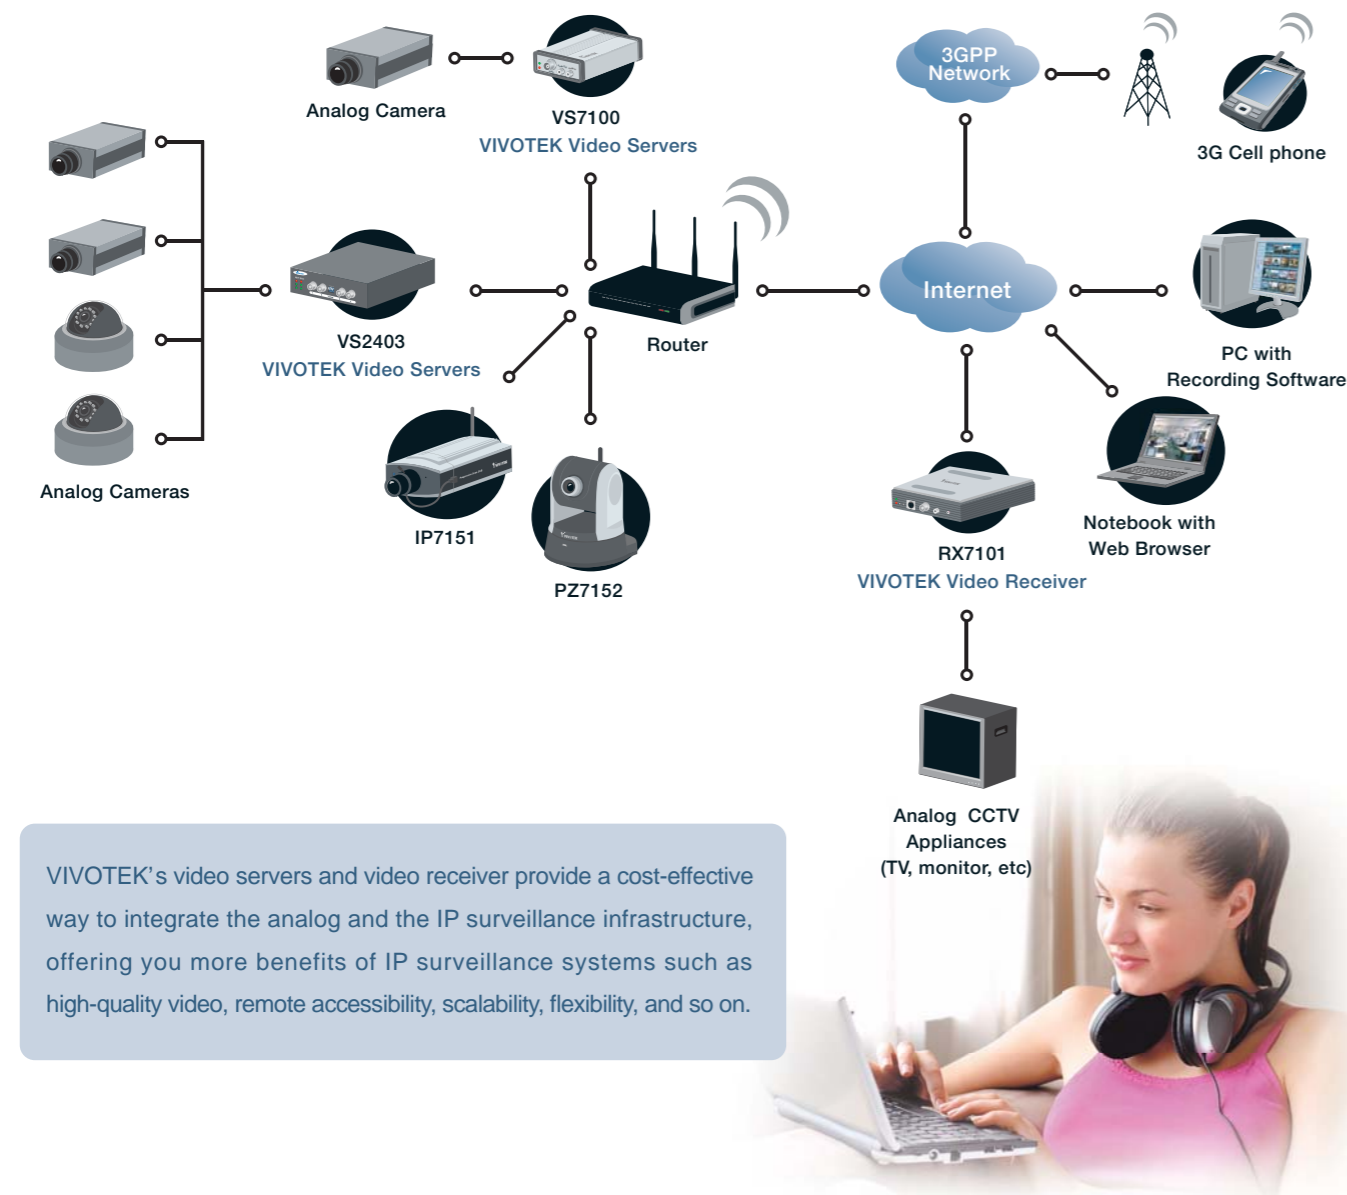 Analog Camera
VS7100
VIVOTEK Video Servers
3GPP
Network
3G Cell phone
VS2403
VIVOTEK Video Servers
Router
Internet
PC with
Recording Software
Analog Cameras
IP7151
PZ7152
RX7101
VIVOTEK Video Receiver
Notebook with
Web Browser
Analog CCTV
Appliances
(TV, monitor, etc)
VIVOTEK's video servers and video receiver provide a cost-effective
way to integrate the analog and the IP surveillance infrastructure,
offering you more benefits of IP surveillance systems such as
high-quality video, remote accessibility, scalability, flexibility, and so on.